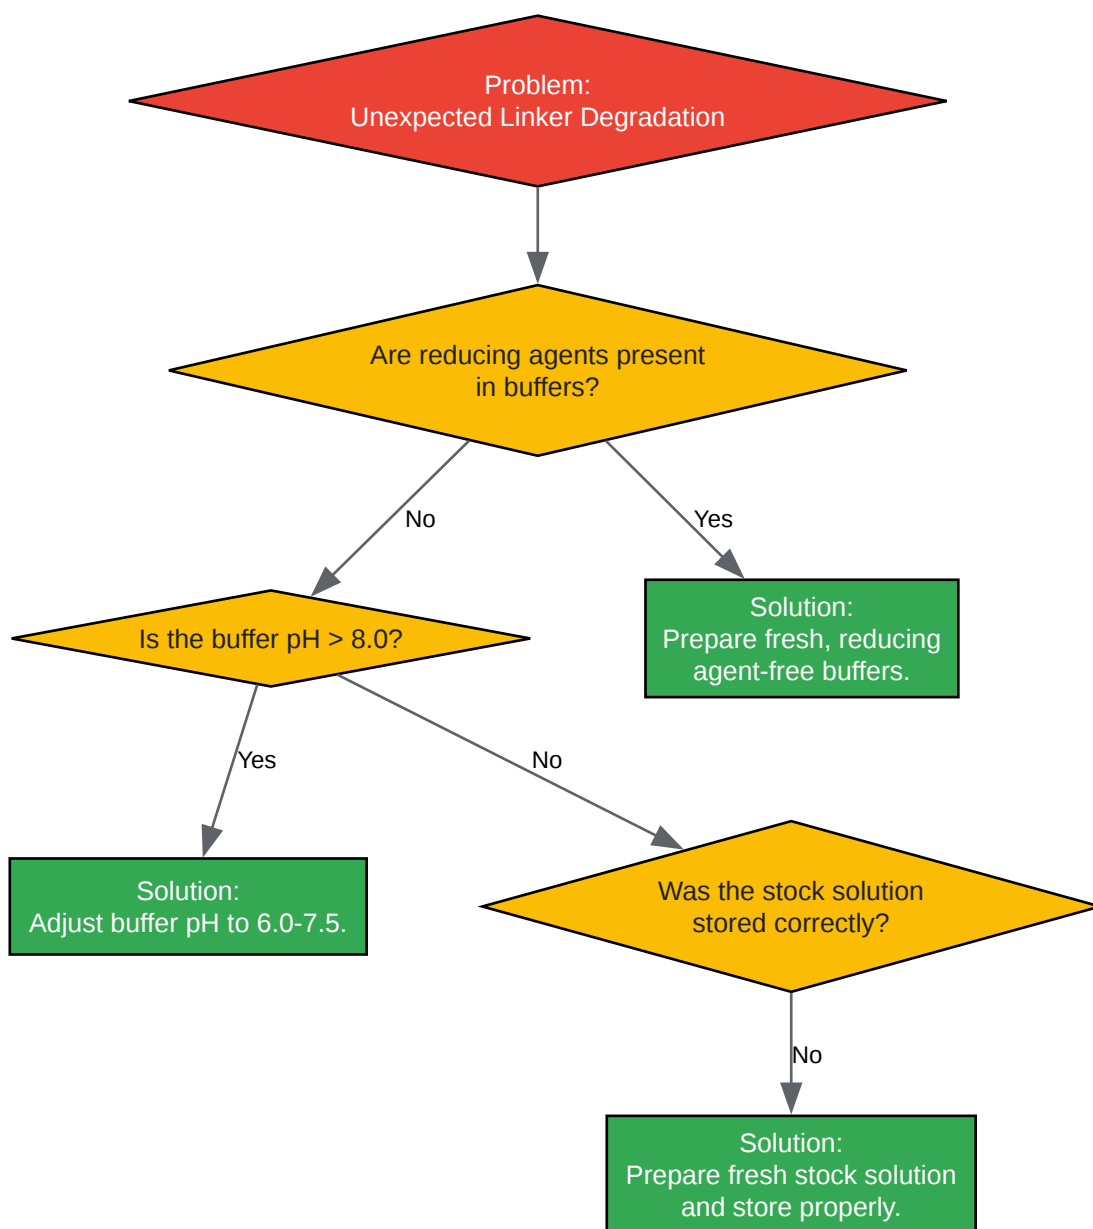 Problem:
Unexpected Linker Degradation
Are reducing agents present
in buffers?
No
Yes
Is the buffer pH > 8.0?
Solution:
Prepare fresh, reducing
agent-free buffers.
Yes
No
Solution:
Adjust buffer pH to 6.0-7.5.
Was the stock solution
stored correctly?
No
Solution:
Prepare fresh stock solution
and store properly.